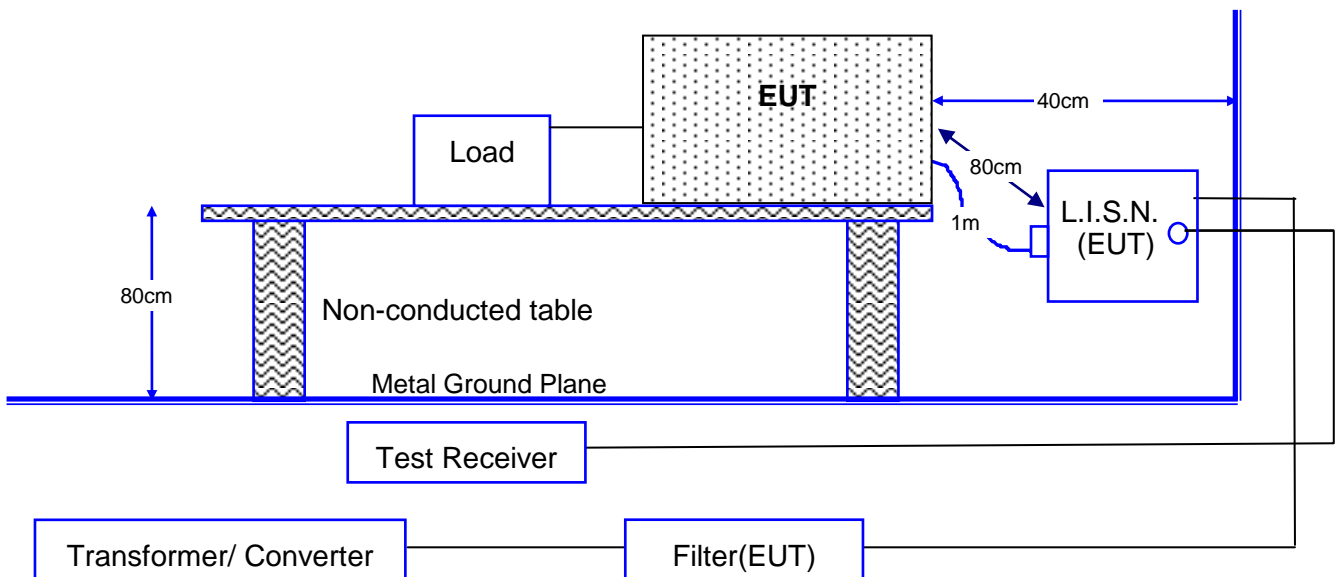 EUT
40cm
Load
80cm
L.I.S.N.
(EUT)
1m
80cm
Non-conducted table
Metal Ground Plane
Test Receiver
Transformer/ Converter
Filter(EUT)